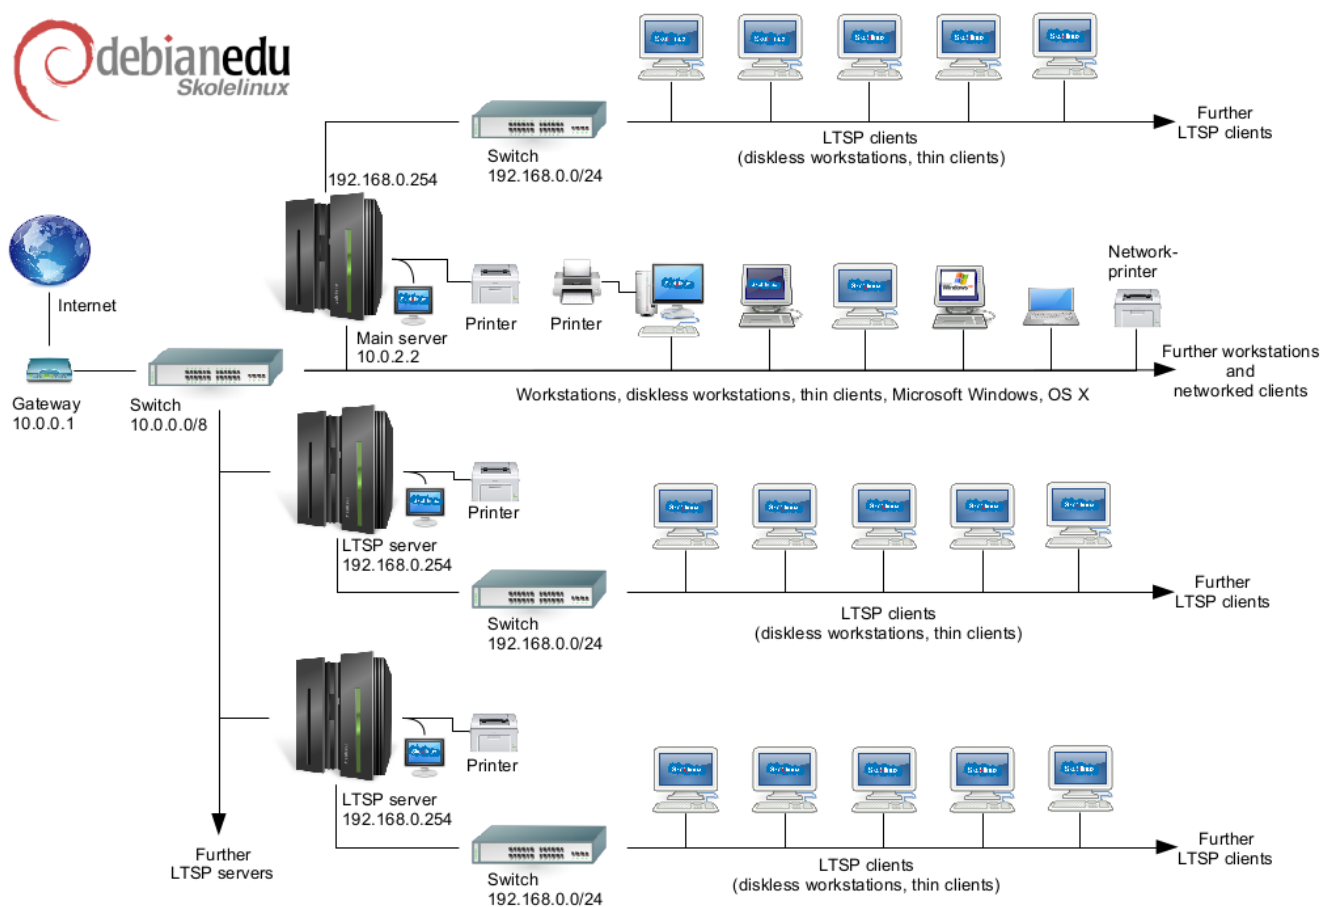 debianedu
Skolelinux
Further
LTSP clients
LTSP clients
(diskless workstations, thin clients)
Switch
192.168.0.0/24
192.168.0.254
Internet
Network-
printer
Printer
Printer
Main server
10.0.2.2
Further workstations
and
networked clients
Gateway
10.0.0.1
Switch
10.0.0.0/8
Workstations, diskless workstations, thin clients, Microsoft Windows, OS X
Printer
LTSP server
192.168.0.254
Switch
192.168.0.0/24
LTSP clients
(diskless workstations, thin clients)
Further
LTSP clients
Printer
LTSP server
192.168.0.254
Further
LTSP servers
Switch
192.168.0.0/24
LTSP clients
(diskless workstations, thin clients)
Further
LTSP clients